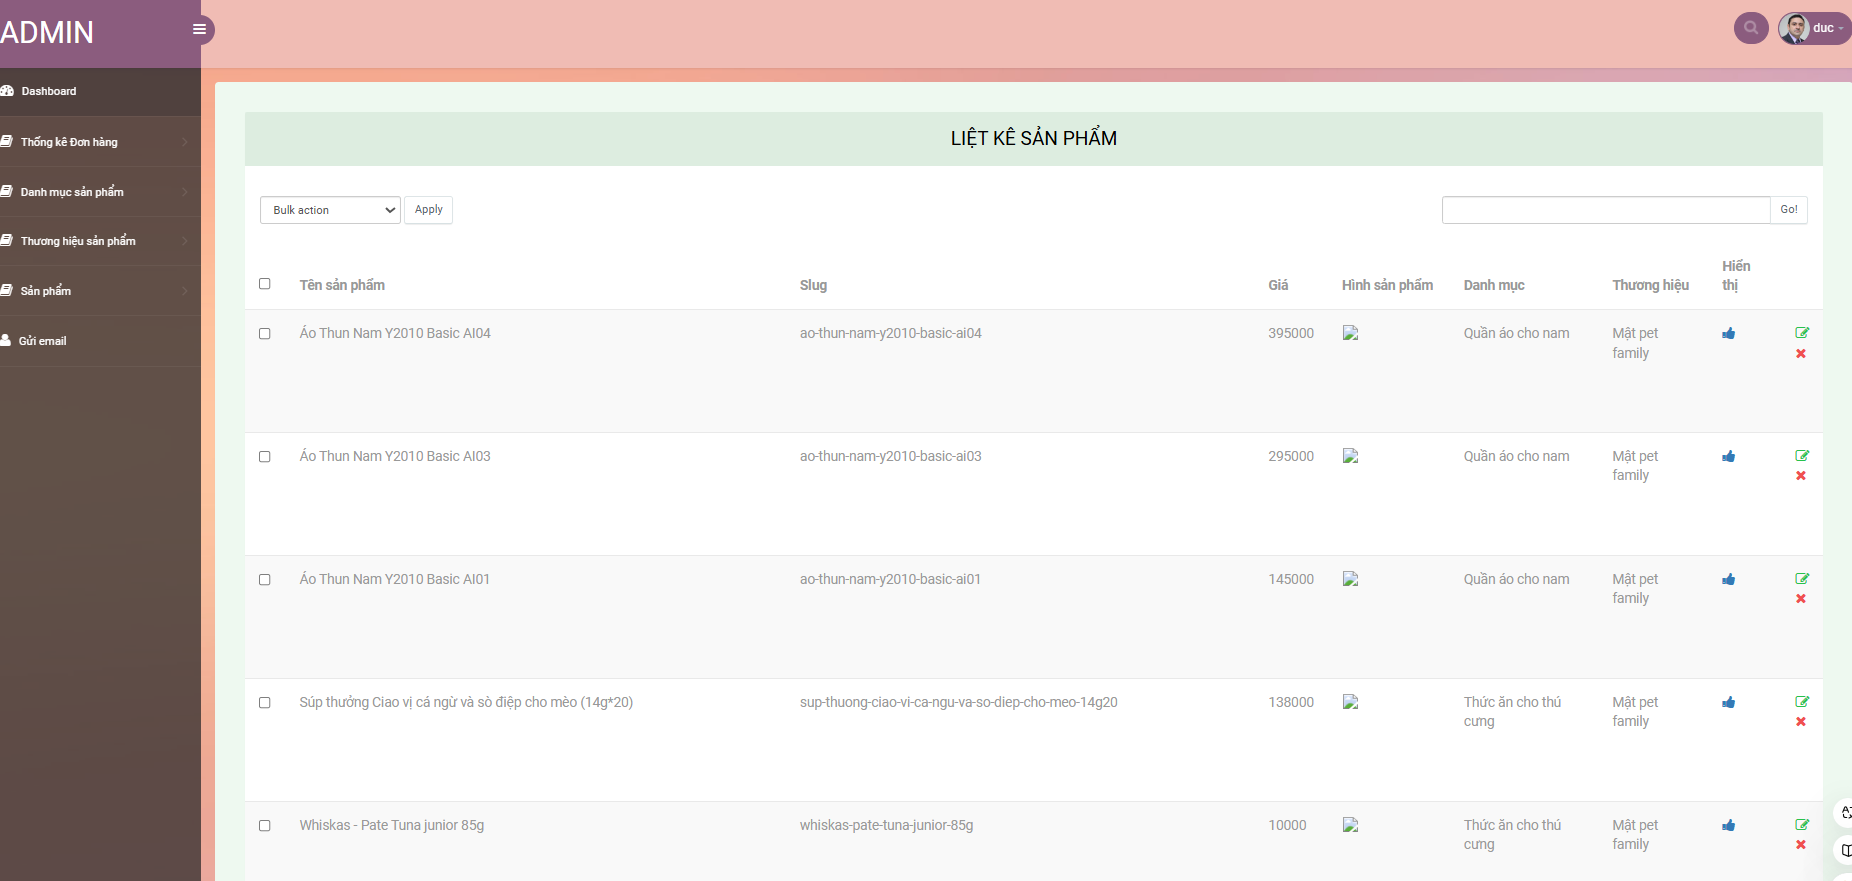 ADMIN
duc
Dashboard
Thống kê Đơn hàng
Danh mục sản phẩm
Thương hiệu sản phẩm
Sản phẩm
Gửi email
LIỆT KÊ SẢN PHẨM
Bulk action
Apply
Go!
Tên sản phẩm
Slug
Giá
Hình sản phẩm
Danh mục
Thương hiệu
Hiển
thị
Áo Thun Nam Y2010 Basic AI04
ao-thun-nam-y2010-basic-ai04
395000
Quần áo cho nam
Mật pet
family
Áo Thun Nam Y2010 Basic AI03
ao-thun-nam-y2010-basic-ai03
295000
Quần áo cho nam
Mật pet
family
Áo Thun Nam Y2010 Basic AI01
ao-thun-nam-y2010-basic-ai01
145000
Quần áo cho nam
Mật pet
family
Súp thưởng Ciao vị cá ngừ và sò điệp cho mèo (14g*20)
sup-thuong-ciao-vi-ca-ngu-va-so-diep-cho-meo-14g20
138000
Thức ăn cho thú
cưng
Mật pet
family
Whiskas - Pate Tuna junior 85g
whiskas-pate-tuna-junior-85g
10000
Thức ăn cho thú
cưng
Mật pet
family